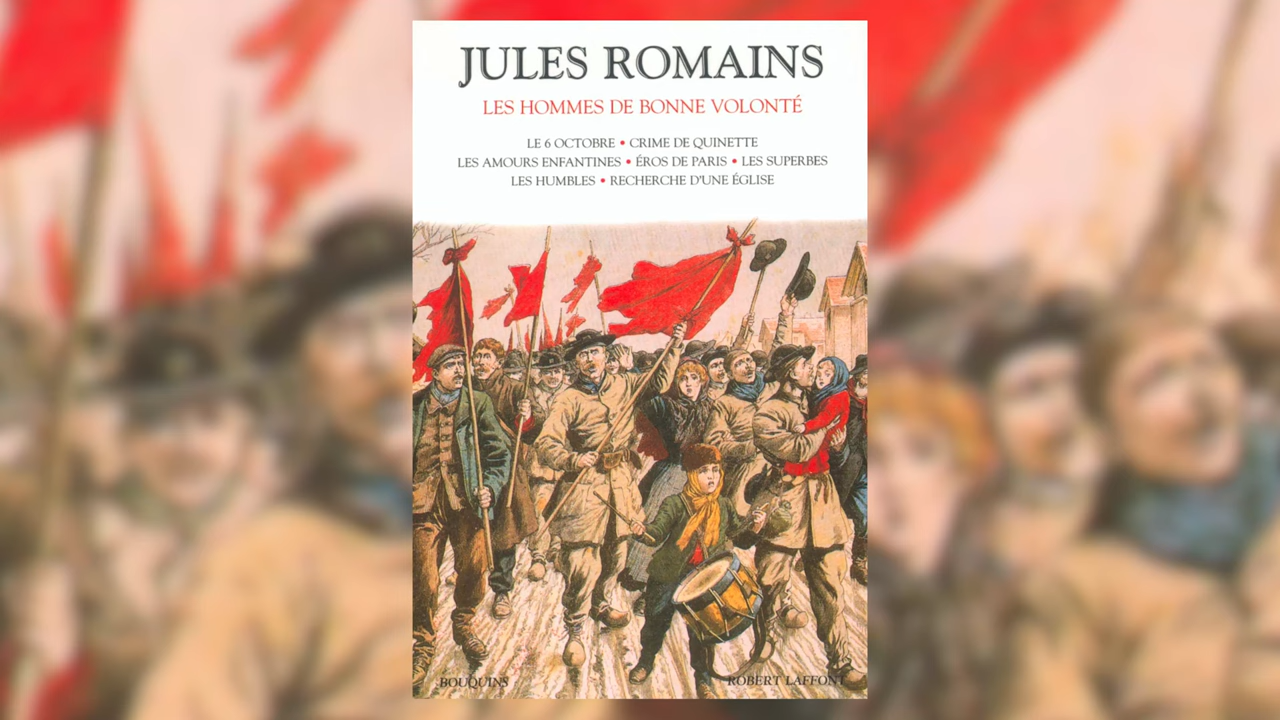 JULES ROMAINS
LES HOMMES DE BONNE VOLONTÉ
LE 6 OCTOBRE • CRIME DE QUINETTE
LES AMOURS ENFANTINES • ÉROS DE PARIS • LES SUPERBES
LES HUMBLES • RECHERCHE D'UNE ÉGLISE
BOUQUINS
ROBERT LAFFONT